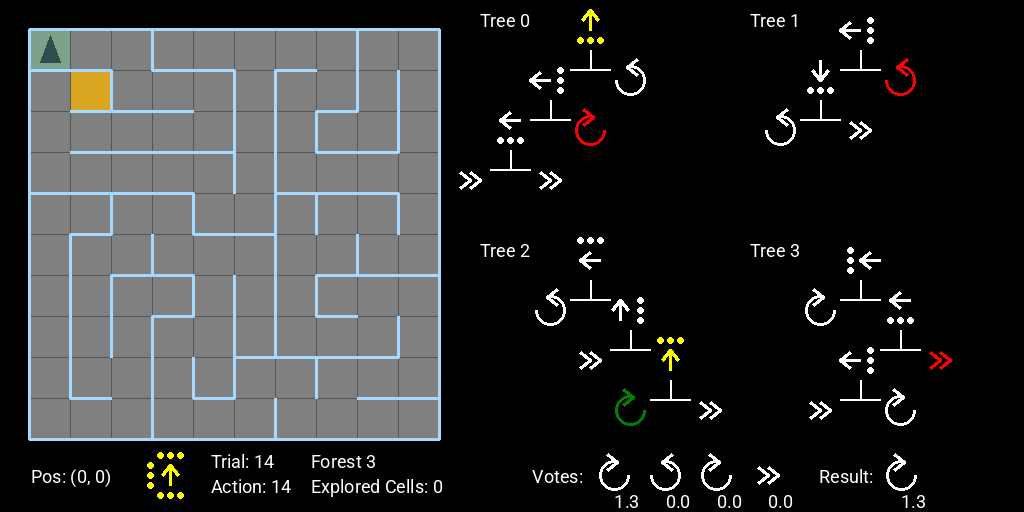 Tree 0
Tree 1
Tree 2
Tree 3
Pos: (0, 0)
Trial: 14
Forest 3
Action: 14
Explored Cells: 0
Votes:
1.3
0.0
0.0
0.0
Result:
1.3